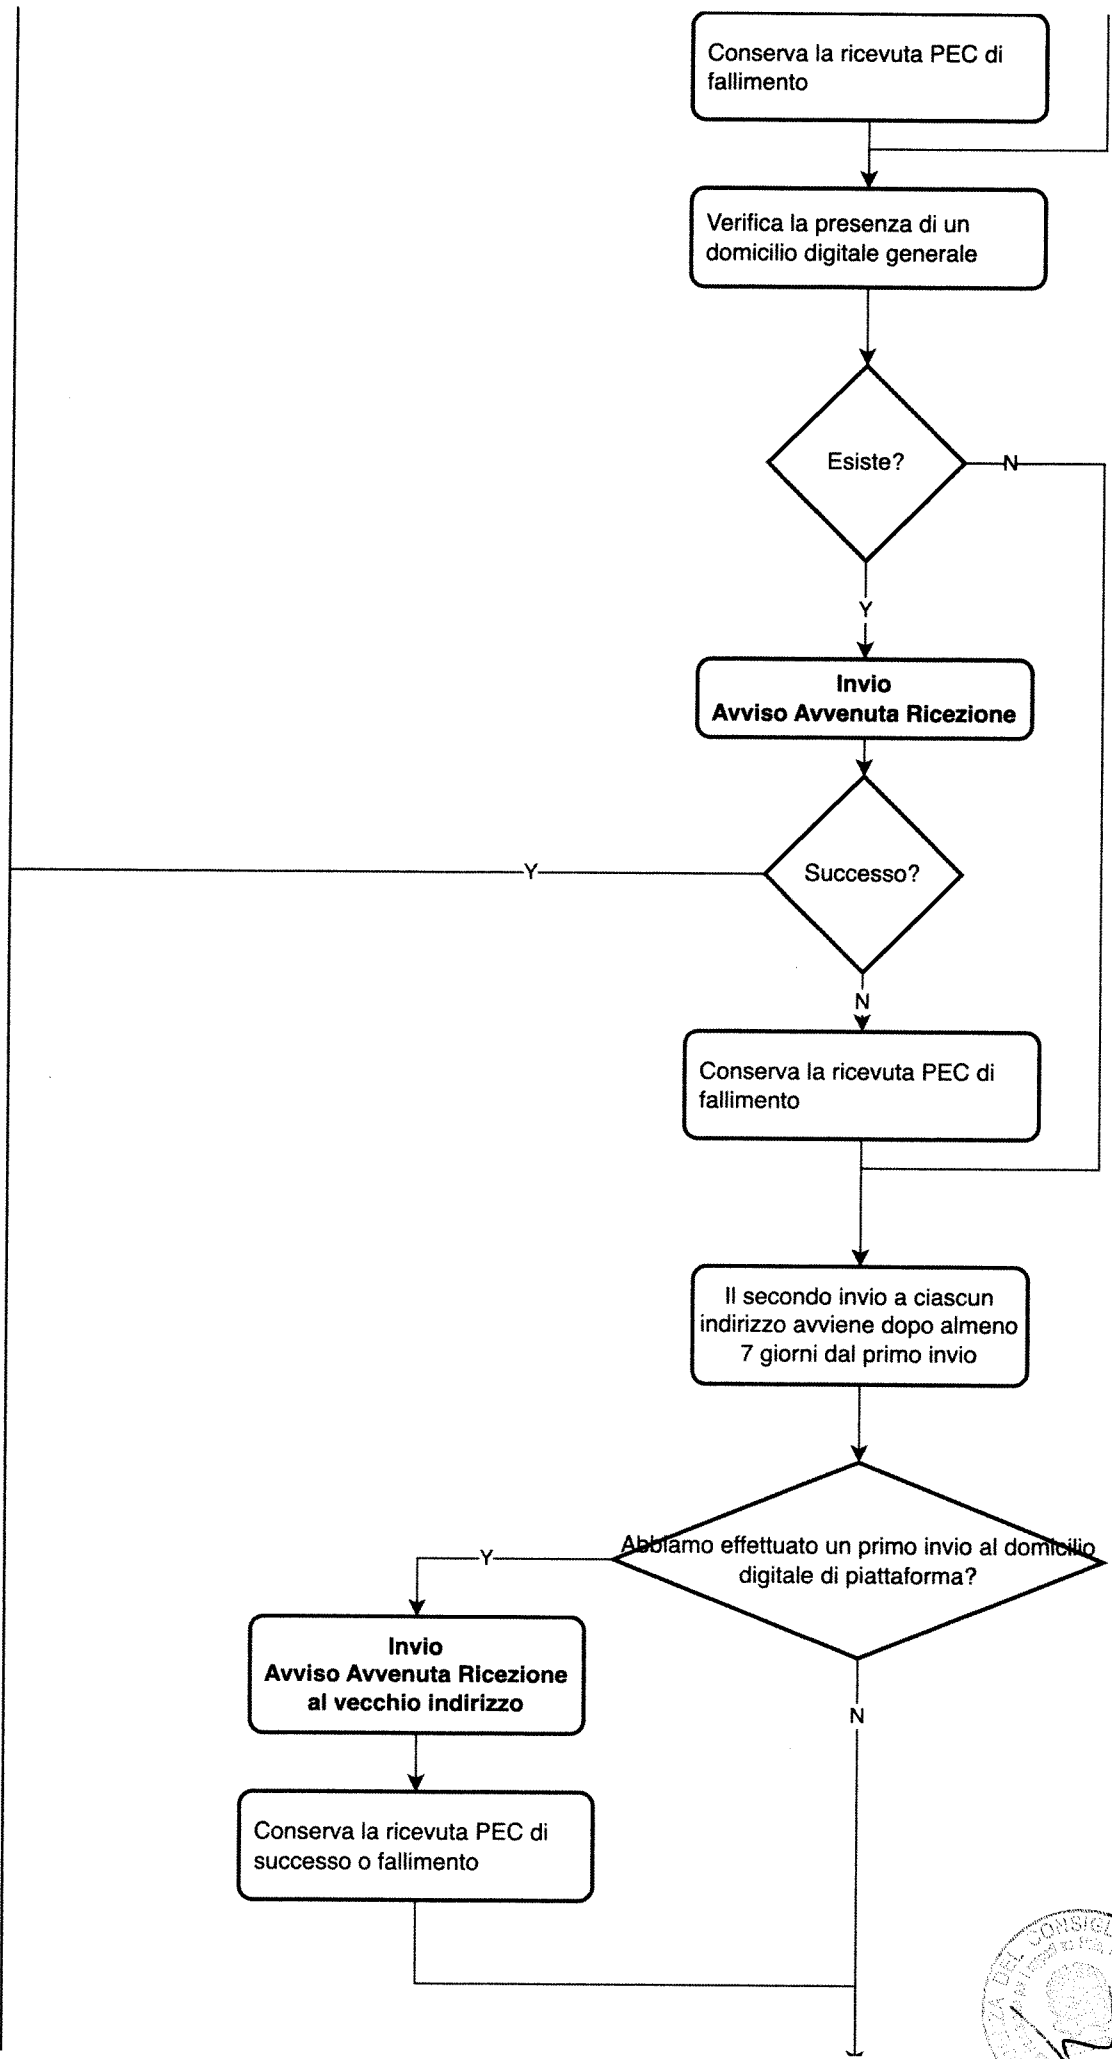 Conserva la ricevuta PEC di
fallimento
Verifica la presenza di un
domicilio digitale generale
Esiste?
N
Y
Invio
Avviso Avvenuta Ricezione
Successo?
Y
N
Conserva la ricevuta PEC di
fallimento
Il secondo invio a ciascun
indirizzo avviene dopo almeno
7 giorni dal primo invio
Abbiamo effettuato un primo invio al domicilio
digitale di piattaforma?
Y
N
Invio
Avviso Avvenuta Ricezione
al vecchio indirizzo
Conserva la ricevuta PEC di
successo o fallimento
DEL CONSIGL